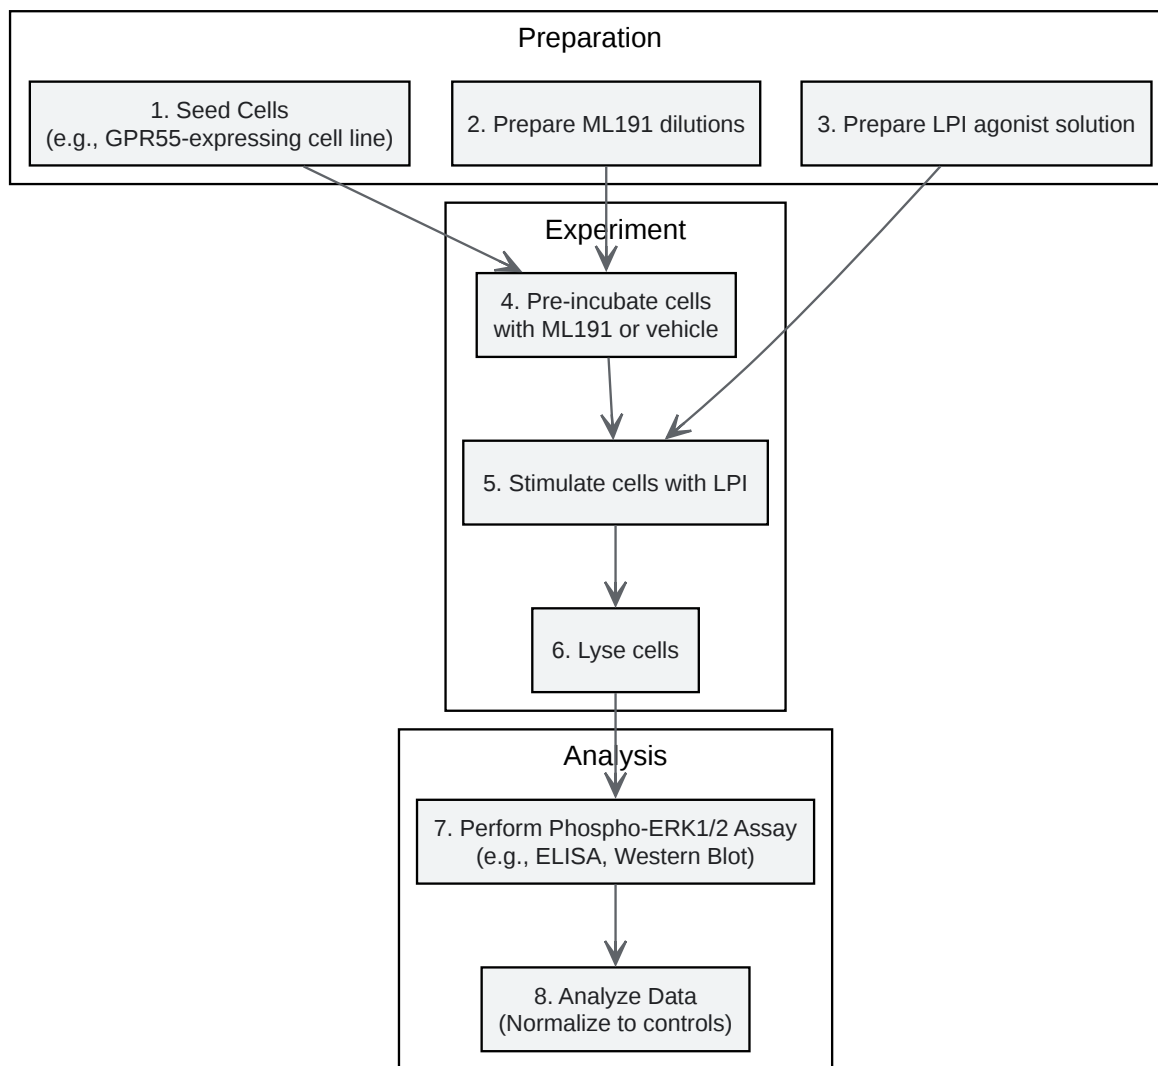 Preparation
1. Seed Cells
(e.g., GPR55-expressing cell line)
2. Prepare ML191 dilutions
3. Prepare LPI agonist solution
Experiment
4. Pre-incubate cells
with ML191 or vehicle
5. Stimulate cells with LPI
6. Lyse cells
Analysis
7. Perform Phospho-ERK1/2 Assay
(e.g., ELISA, Western Blot)
8. Analyze Data
(Normalize to controls)